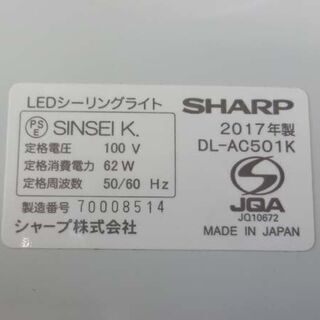 LEDシーリングライト
SHARP
PS
E
SINSEI K.
定格電圧 100 V
定格消費電力 62 W
定格周波数 50/60 Hz
製造番号 70008514
シャープ株式会社
2017年製
DL-AC501K
JQA
JQ10672
MADE IN JAPAN